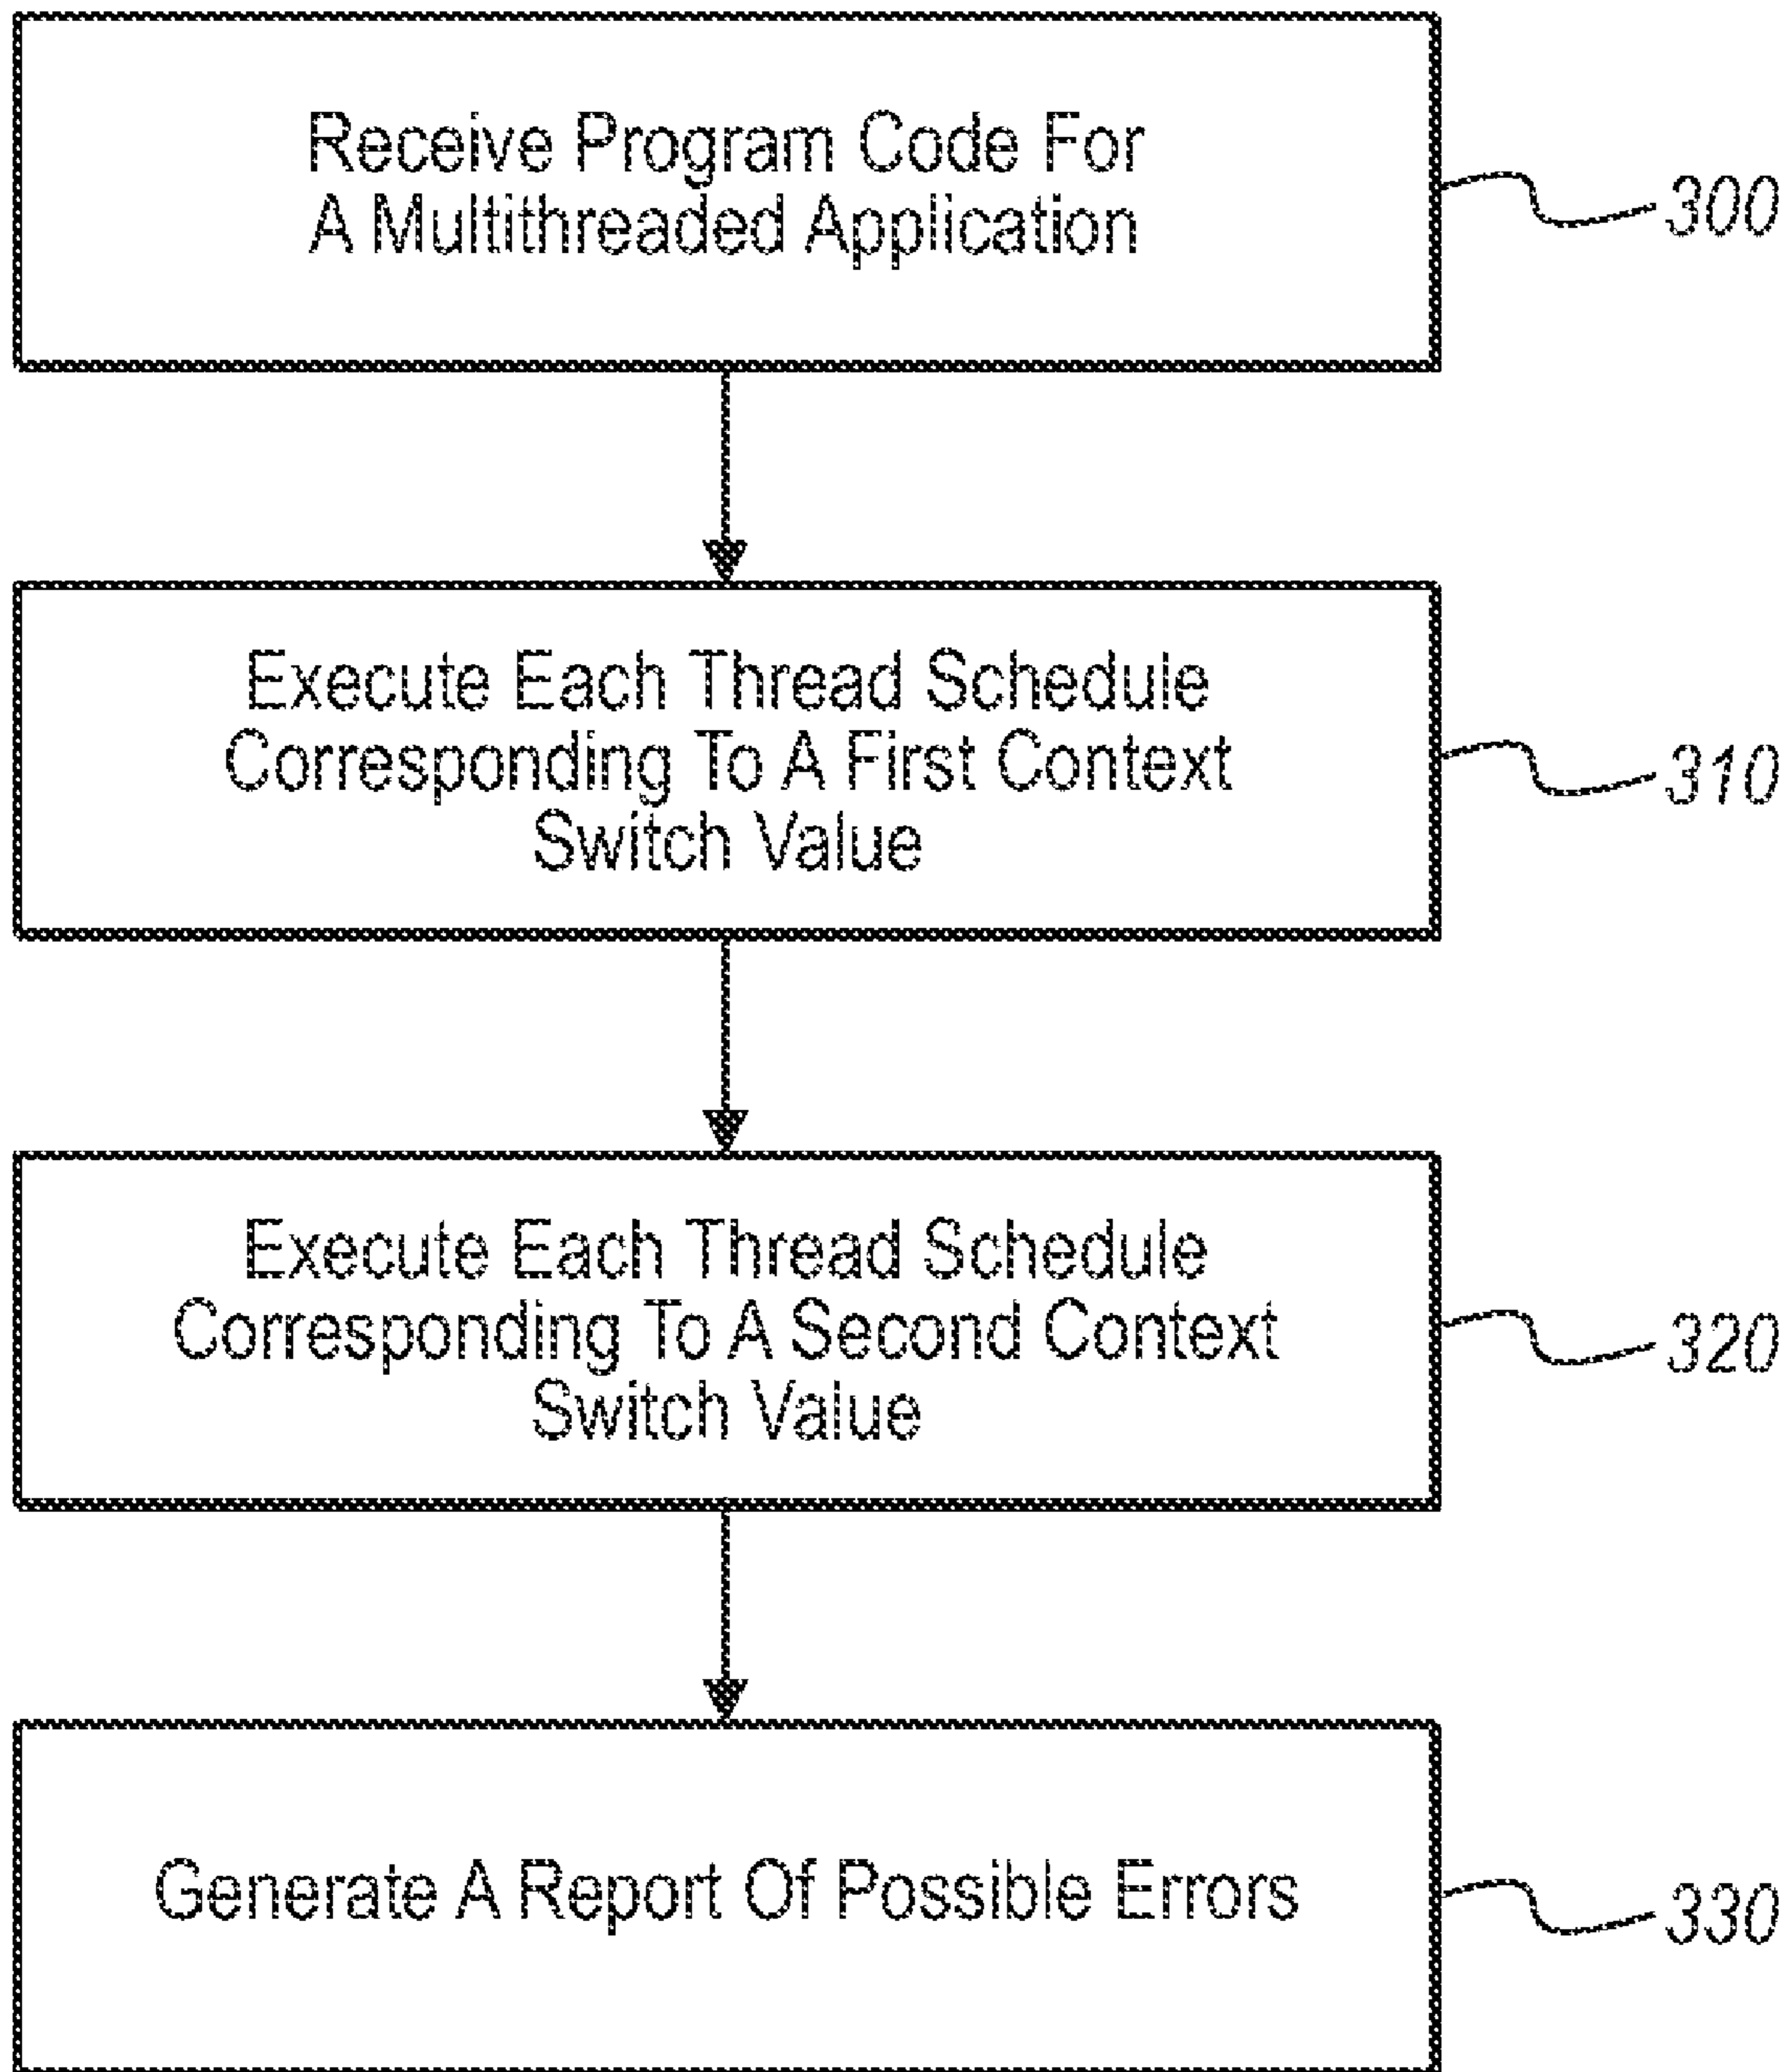 Receive Program Code For
A Multithreaded Application
300
Execute Each Thread Schedule
Corresponding To A First Context
Switch Value
310
Execute Each Thread Schedule
Corresponding To A Second Context
Switch Value
320
Generate A Report Of Possible Errors
330